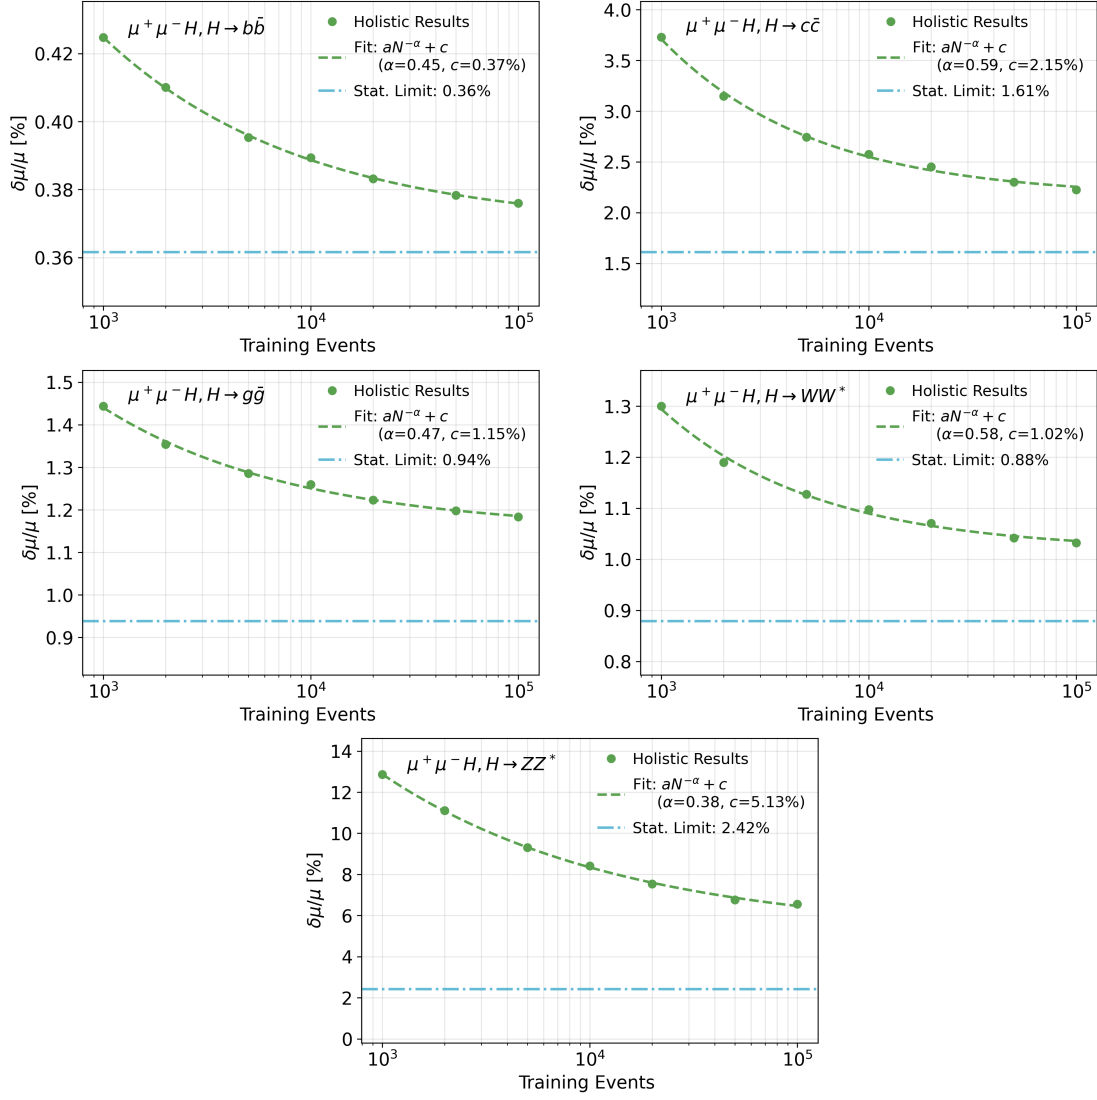 μ⁺μ⁻H, H → bb̄
Holistic Results
Fit: aN^{-α} + c
(α=0.45, c=0.37%)
Stat. Limit: 0.36%
0.42
0.40
0.38
0.36
δμ/μ [%]
10³ 10⁴ 10⁵
Training Events
μ⁺μ⁻H, H → cc̄
Holistic Results
Fit: aN^{-α} + c
(α=0.59, c=2.15%)
Stat. Limit: 1.61%
4.0
3.5
3.0
2.5
2.0
1.5
δμ/μ [%]
10³ 10⁴ 10⁵
Training Events
μ⁺μ⁻H, H → gḡ
Holistic Results
Fit: aN^{-α} + c
(α=0.47, c=1.15%)
Stat. Limit: 0.94%
1.5
1.4
1.3
1.2
1.1
1.0
0.9
δμ/μ [%]
10³ 10⁴ 10⁵
Training Events
μ⁺μ⁻H, H → WW*
Holistic Results
Fit: aN^{-α} + c
(α=0.58, c=1.02%)
Stat. Limit: 0.88%
1.3
1.2
1.1
1.0
0.9
0.8
δμ/μ [%]
10³ 10⁴ 10⁵
Training Events
μ⁺μ⁻H, H → ZZ*
Holistic Results
Fit: aN^{-α} + c
(α=0.38, c=5.13%)
Stat. Limit: 2.42%
14
12
10
8
6
4
2
0
δμ/μ [%]
10³ 10⁴ 10⁵
Training Events